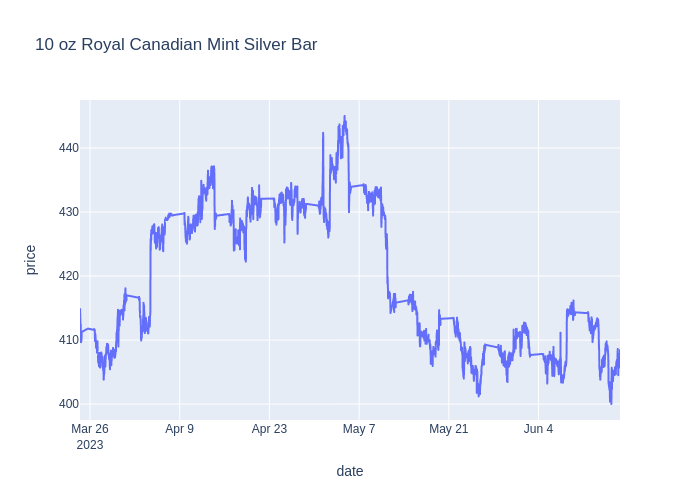 10 oz Royal Canadian Mint Silver Bar
440
430
420
410
400
price
Mar 26
2023
Apr 9
Apr 23
May 7
May 21
Jun 4
date